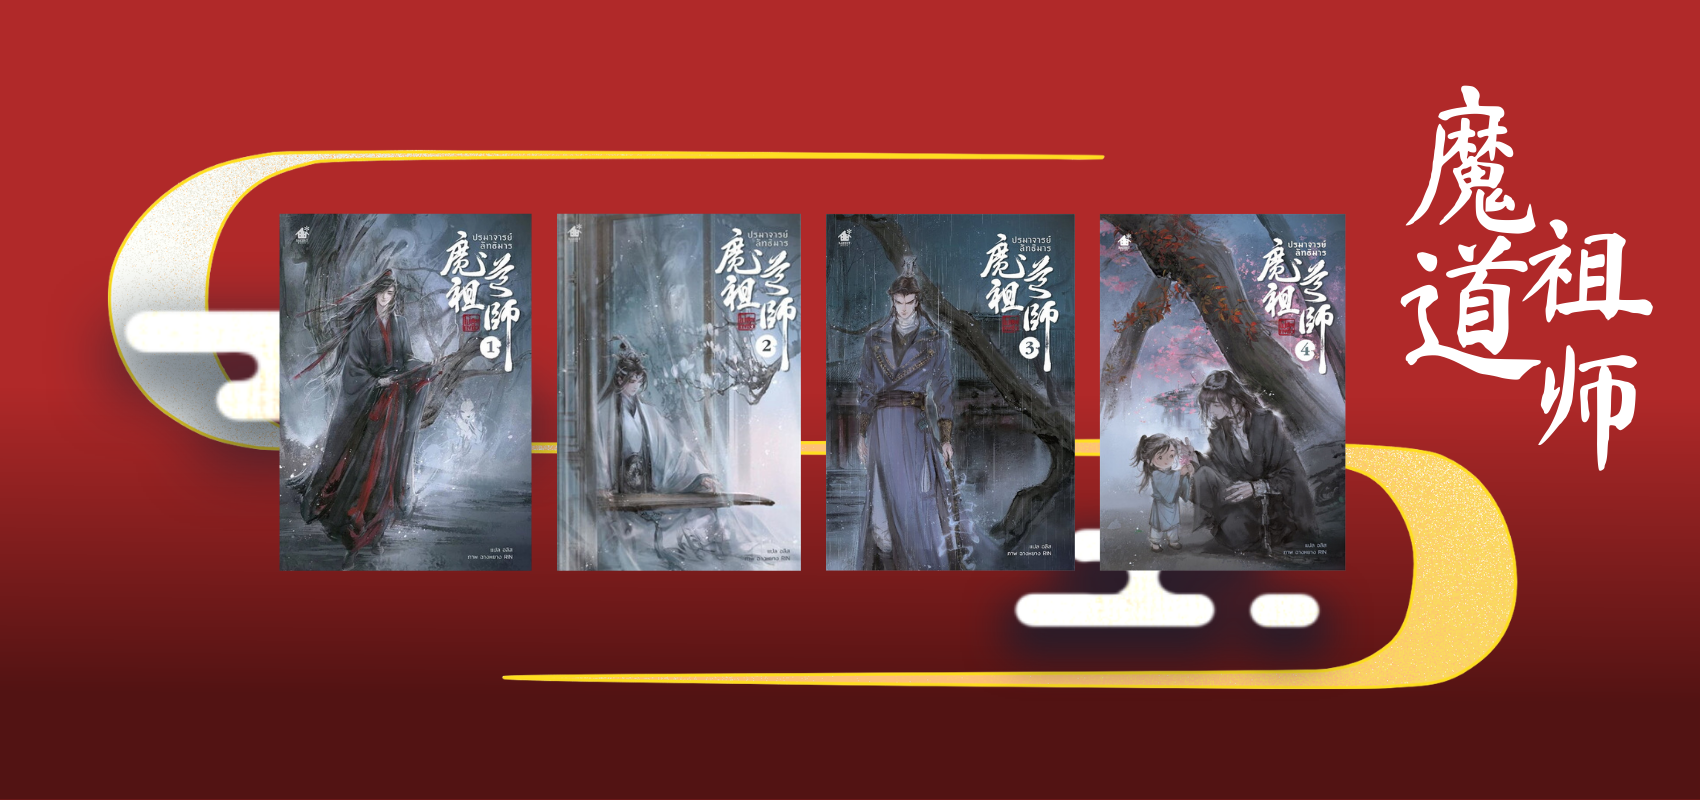 ปรมาจารย์
ลัทธิมาร
魔道
祖師
1
แปล อลิส
ภาพ ฉางหยาง RIN
ปรมาจารย์
ลัทธิมาร
魔道
祖師
2
แปล อลิส
ภาพ ฉางหยาง RIN
ปรมาจารย์
ลัทธิมาร
魔道
祖師
3
แปล อลิส
ภาพ ฉางหยาง RIN
ปรมาจารย์
ลัทธิมาร
魔道
祖師
4
แปล อลิส
ภาพ ฉางหยาง RIN
魔道
祖师